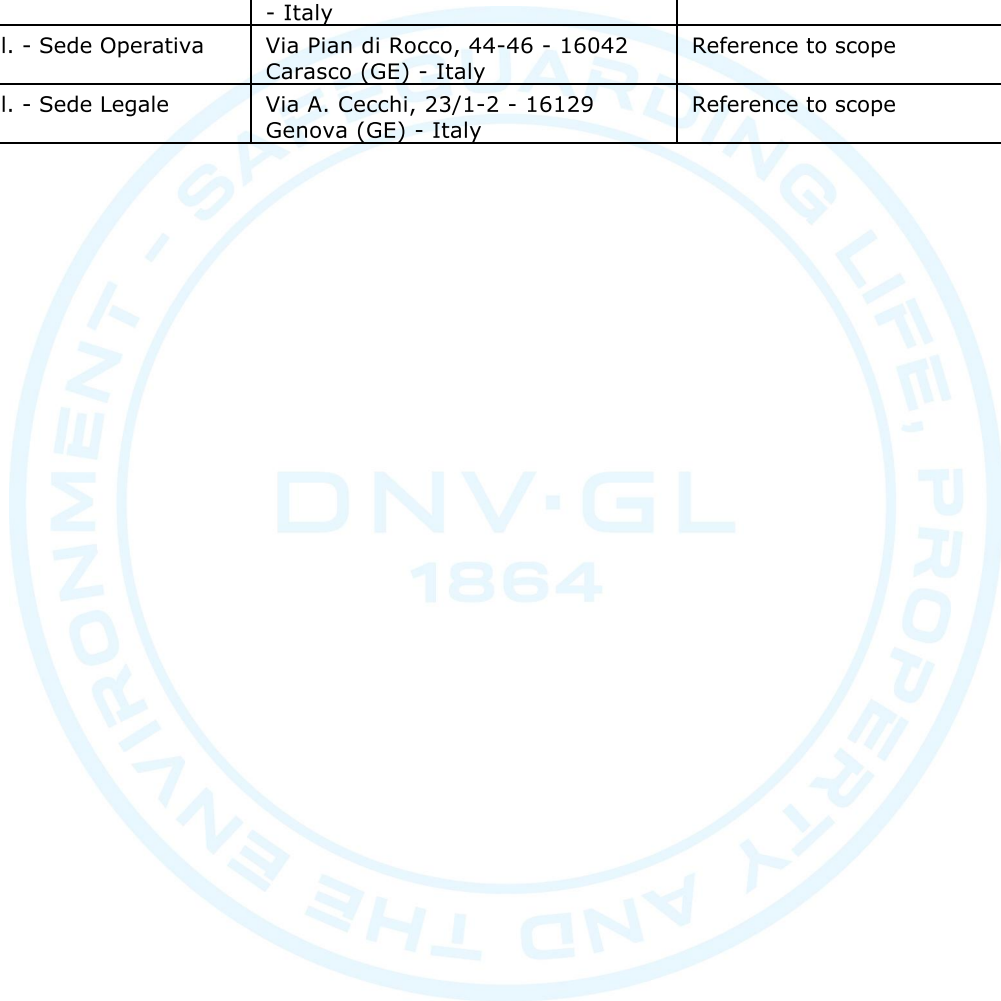 - Italy
l. - Sede Operativa
Via Pian di Rocco, 44-46 - 16042
Carasco (GE) - Italy
Reference to scope
l. - Sede Legale
Via A. Cecchi, 23/1-2 - 16129
Genova (GE) - Italy
Reference to scope
SAFEGUARDING LIFE, PROPERTY AND THE ENVIRONMENT -
DNV·GL
1864